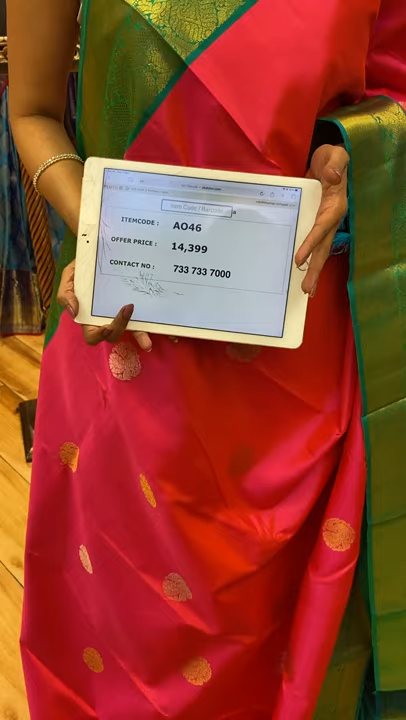 Item Code / Barcode
ITEMCODE : AO46
OFFER PRICE : 14,399
CONTACT NO : 733 733 7000